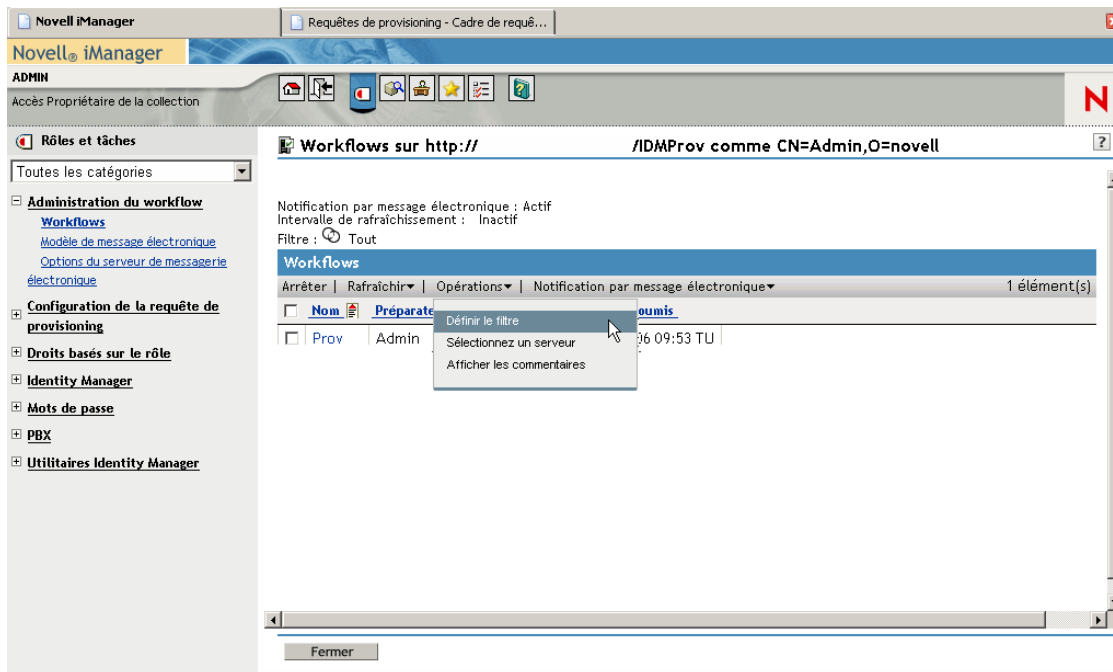 Novell iManager
Requêtes de provisioning - Cadre de requê...
Novell® iManager
ADMIN
Accès Propriétaire de la collection
N
Rôles et tâches
Toutes les catégories
Administration du workflow
Workflows
Modèle de message électronique
Options du serveur de messagerie
électronique
Configuration de la requête de
provisioning
Droits basés sur le rôle
Identity Manager
Mots de passe
PBX
Utilitaires Identity Manager
Workflows sur http:// /IDMProv comme CN=Admin,O=novell
?
Notification par message électronique : Actif
Intervalle de rafraîchissement : Inactif
Filtre : Tout
Workflows
Arrêter | Rafraîchir | Opérations | Notification par message électronique 1 élément(s)
Nom Préparate oumis
Prov Admin 06 09:53 TU
Définir le filtre
Sélectionnez un serveur
Afficher les commentaires
Fermer